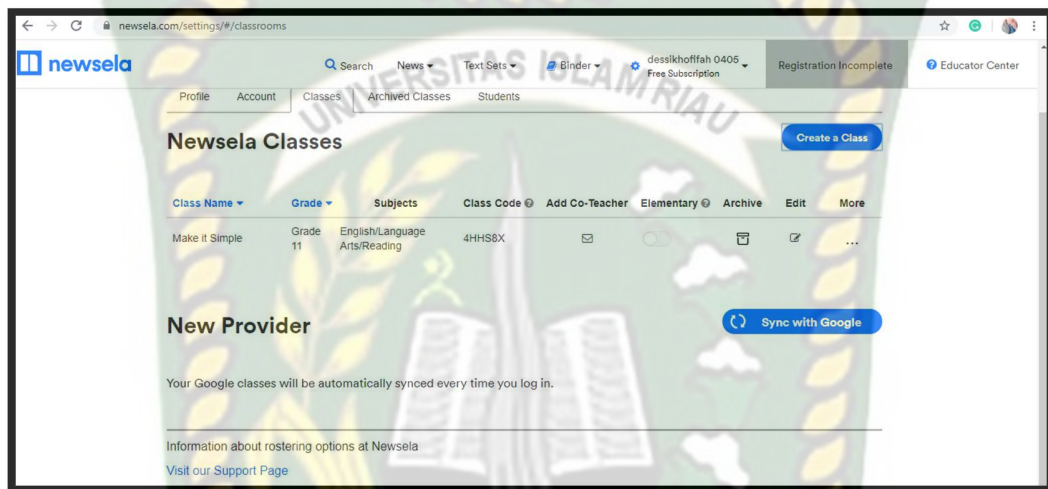 newsela.com/settings/#/classrooms
newsela Search News Text Sets Binder dessikhofifah 0405 Registration Incomplete Educator Center
Free Subscription
UNIVERSITAS ISLAM RIAU
Profile Account Classes Archived Classes Students
Newsela Classes Create a Class
Class Name Grade Subjects Class Code Add Co-Teacher Elementary Archive Edit More
Make it Simple Grade English/Language 4HHS8X
11 Arts/Reading
New Provider Sync with Google
Your Google classes will be automatically synced every time you log in.
Information about rostering options at Newsela
Visit our Support Page